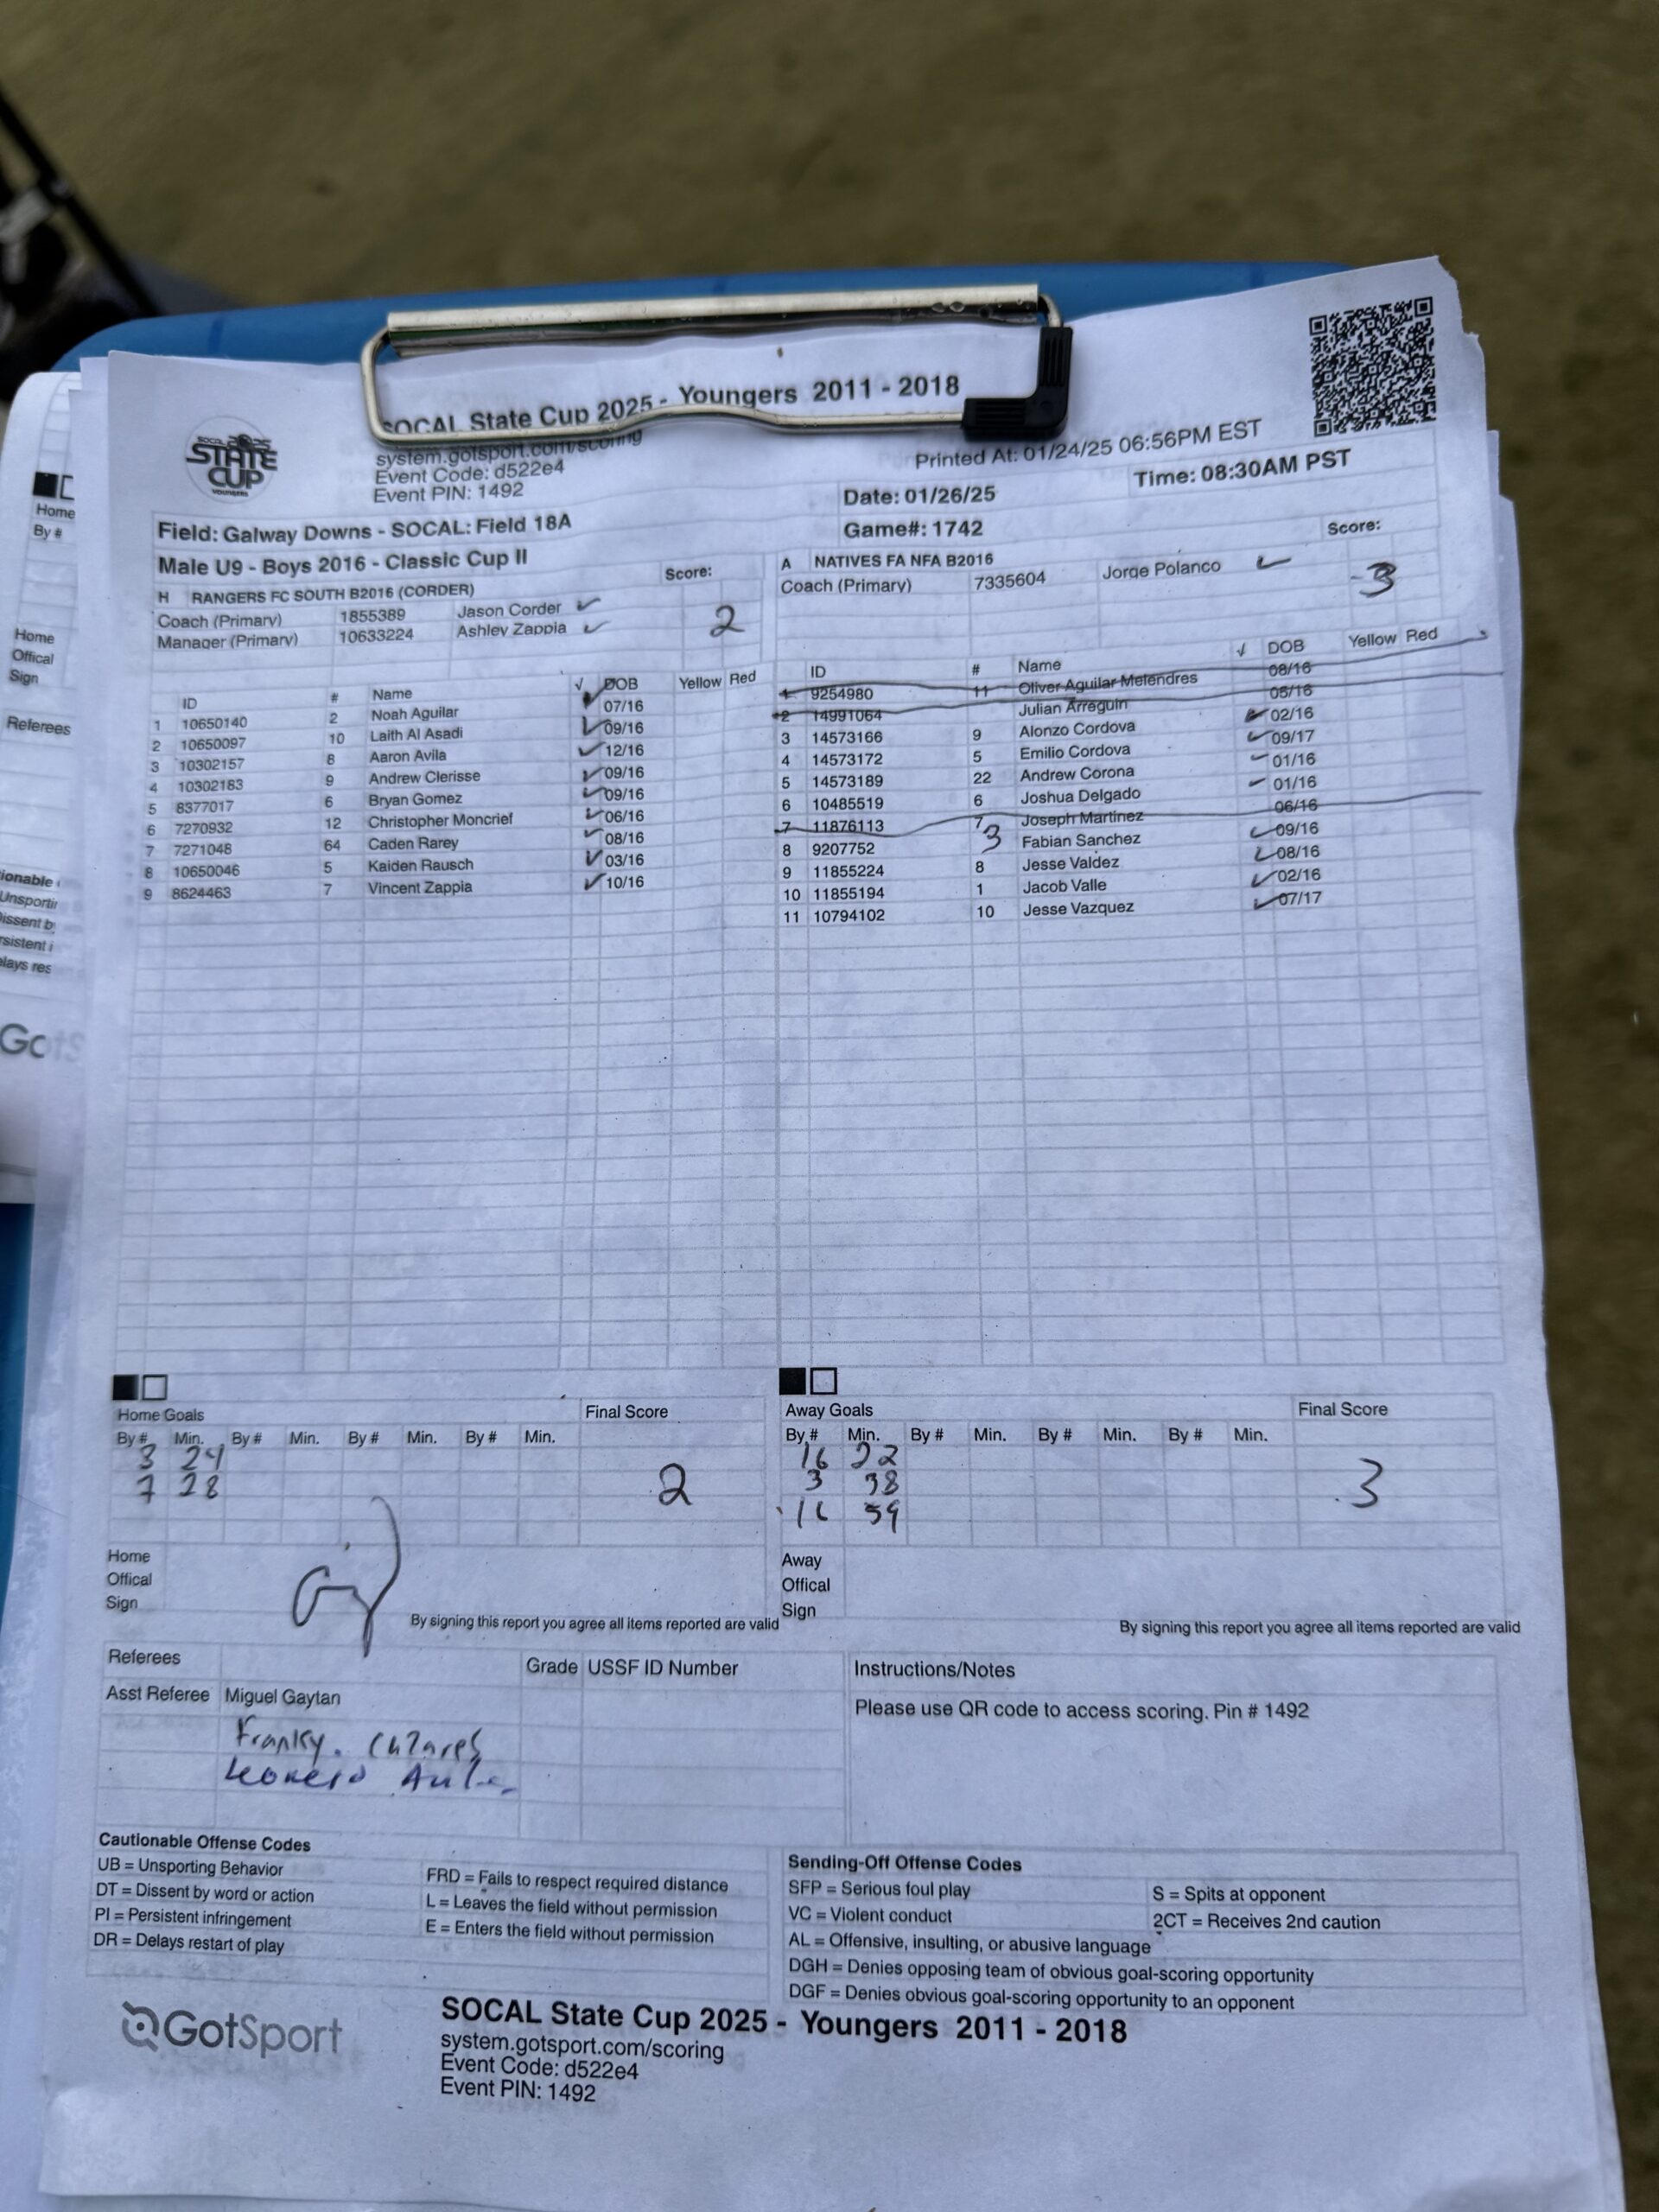 SOCAL State Cup 2025 - Youngers 2011 - 2018
system.gotsport.com/scoring
Event Code: d522e4
Event PIN: 1492
Printed At: 01/24/25 06:56PM EST
SOCAL
STATE
CUP
YOUNGERS
Date: 01/26/25
Time: 08:30AM PST
Field: Galway Downs - SOCAL: Field 18A
Game#: 1742
Male U9 - Boys 2016 - Classic Cup II
H RANGERS FC SOUTH B2016 (CORDER)
Score:
Coach (Primary) 1855389 Jason Corder ✓
Manager (Primary) 10633224 Ashley Zappia ✓
2
A NATIVES FA NFA B2016
Score:
Coach (Primary) 7335604 Jorge Polanco ✓
3
ID # Name √ DOB Yellow Red
1 10650140 2 Noah Aguilar ✓ 07/16
2 10650097 10 Laith Al Asadi ✓ 09/16
3 10302157 8 Aaron Avila ✓ 12/16
4 10302183 9 Andrew Clerisse ✓ 09/16
5 8377017 6 Bryan Gomez ✓ 09/16
6 7270932 12 Christopher Moncrief ✓ 06/16
7 7271048 64 Caden Rarey ✓ 08/16
8 10650046 5 Kaiden Rausch ✓ 03/16
9 8624463 7 Vincent Zappia ✓ 10/16
ID # Name √ DOB Yellow Red
1 9254980 11 Oliver Aguilar Melendres 08/16
2 14991064 Julian Arreguin 05/16
3 14573166 9 Alonzo Cordova ✓ 02/16
4 14573172 5 Emilio Cordova ✓ 09/17
5 14573189 22 Andrew Corona ✓ 01/16
6 10485519 6 Joshua Delgado ✓ 01/16
7 11876113 7 Joseph Martinez 06/16
8 9207752 3 Fabian Sanchez ✓ 09/16
9 11855224 8 Jesse Valdez ✓ 08/16
10 11855194 1 Jacob Valle ✓ 02/16
11 10794102 10 Jesse Vazquez ✓ 07/17
Home Goals Final Score
By # Min. By # Min. By # Min. By # Min.
3 24
7 28
2
Away Goals Final Score
By # Min. By # Min. By # Min. By # Min.
16 22
3 38
16 59
3
Home
Offical
Sign
By signing this report you agree all items reported are valid
Away
Offical
Sign
By signing this report you agree all items reported are valid
Referees Grade USSF ID Number
Asst Referee Miguel Gaytan
Franky.
Instructions/Notes
Please use QR code to access scoring. Pin # 1492
Cautionable Offense Codes
UB = Unsporting Behavior
DT = Dissent by word or action
PI = Persistent infringement
DR = Delays restart of play
FRD = Fails to respect required distance
L = Leaves the field without permission
E = Enters the field without permission
Sending-Off Offense Codes
SFP = Serious foul play
VC = Violent conduct
AL = Offensive, insulting, or abusive language
DGH = Denies opposing team of obvious goal-scoring opportunity
DGF = Denies obvious goal-scoring opportunity to an opponent
S = Spits at opponent
2CT = Receives 2nd caution
GotSport
SOCAL State Cup 2025 - Youngers 2011 - 2018
system.gotsport.com/scoring
Event Code: d522e4
Event PIN: 1492
Home
By #
Home
Offical
Sign
Referees